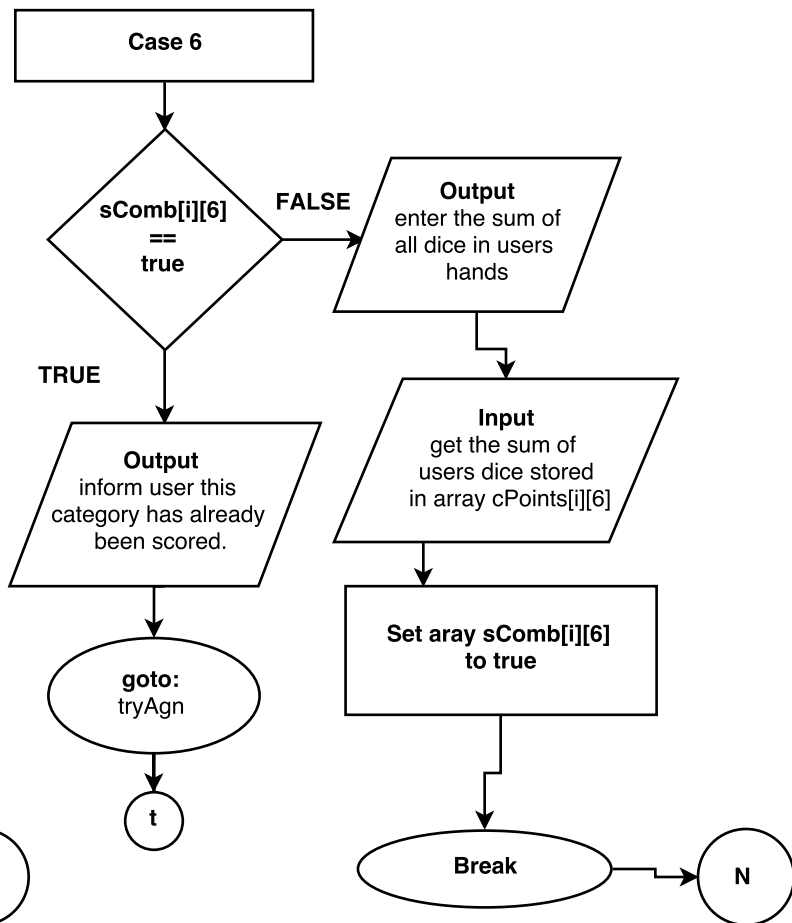 Case 6
sComb[i][6]
==
true
FALSE
Output
enter the sum of
all dice in users
hands
TRUE
Output
inform user this
category has already
been scored.
Input
get the sum of
users dice stored
in array cPoints[i][6]
goto:
tryAgn
t
Set aray sComb[i][6]
to true
Break
N